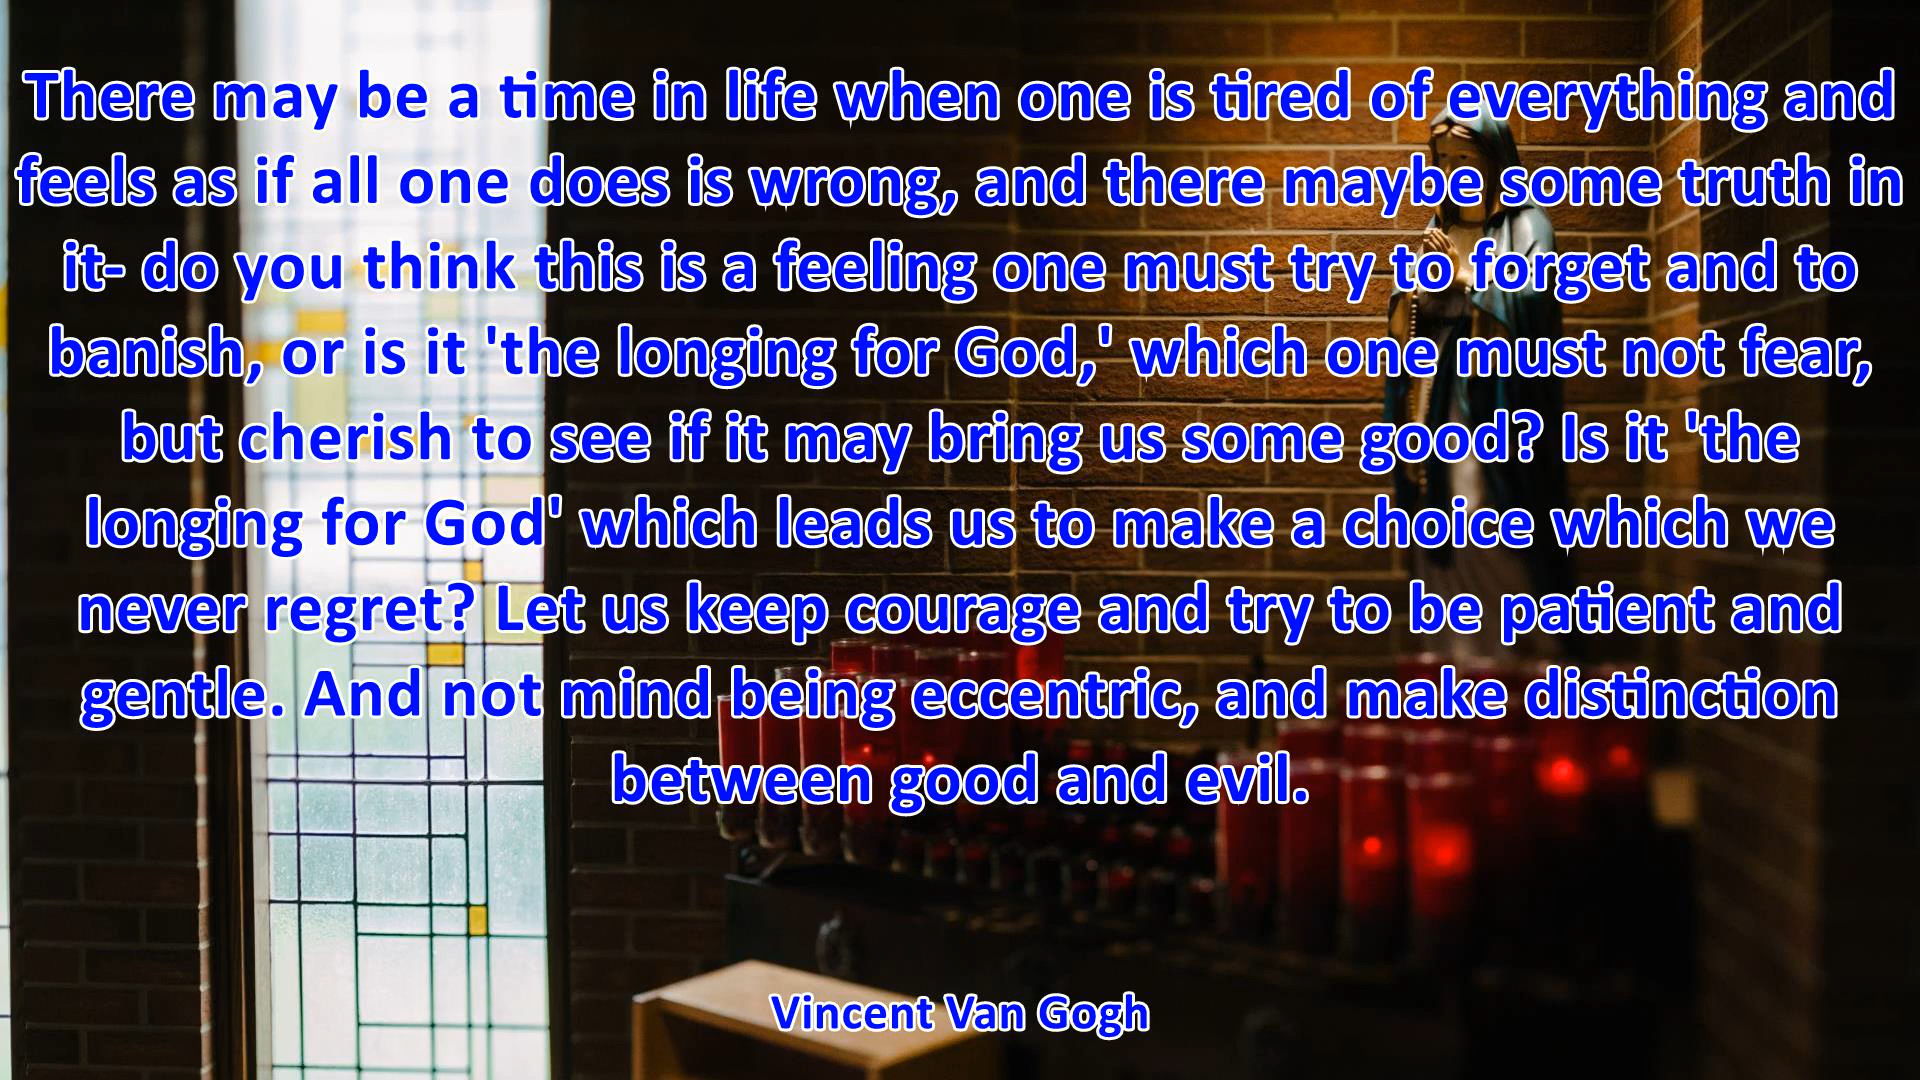 There may be a time in life when one is tired of everything and
feels as if all one does is wrong, and there maybe some truth in
it- do you think this is a feeling one must try to forget and to
banish, or is it 'the longing for God,' which one must not fear,
but cherish to see if it may bring us some good? Is it 'the
longing for God' which leads us to make a choice which we
never regret? Let us keep courage and try to be patient and
gentle. And not mind being eccentric, and make distinction
between good and evil.
Vincent Van Gogh